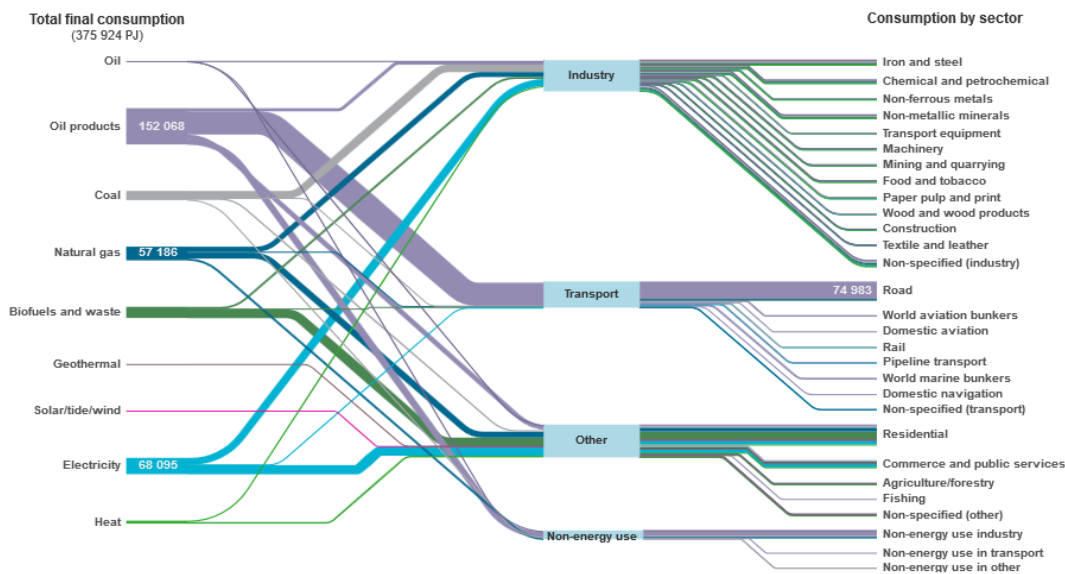 Total final consumption
(375 924 PJ)
Consumption by sector
Oil
Oil products
152 068
Coal
Natural gas
57 186
Biofuels and waste
Geothermal
Solar/tide/wind
Electricity
68 095
Heat
Industry
Transport
Other
Non-energy use
Iron and steel
Chemical and petrochemical
Non-ferrous metals
Non-metallic minerals
Transport equipment
Machinery
Mining and quarrying
Food and tobacco
Paper pulp and print
Wood and wood products
Construction
Textile and leather
Non-specified (industry)
74 983
Road
World aviation bunkers
Domestic aviation
Rail
Pipeline transport
World marine bunkers
Domestic navigation
Non-specified (transport)
Residential
Commerce and public services
Agriculture/forestry
Fishing
Non-specified (other)
Non-energy use industry
Non-energy use in transport
Non-energy use in other